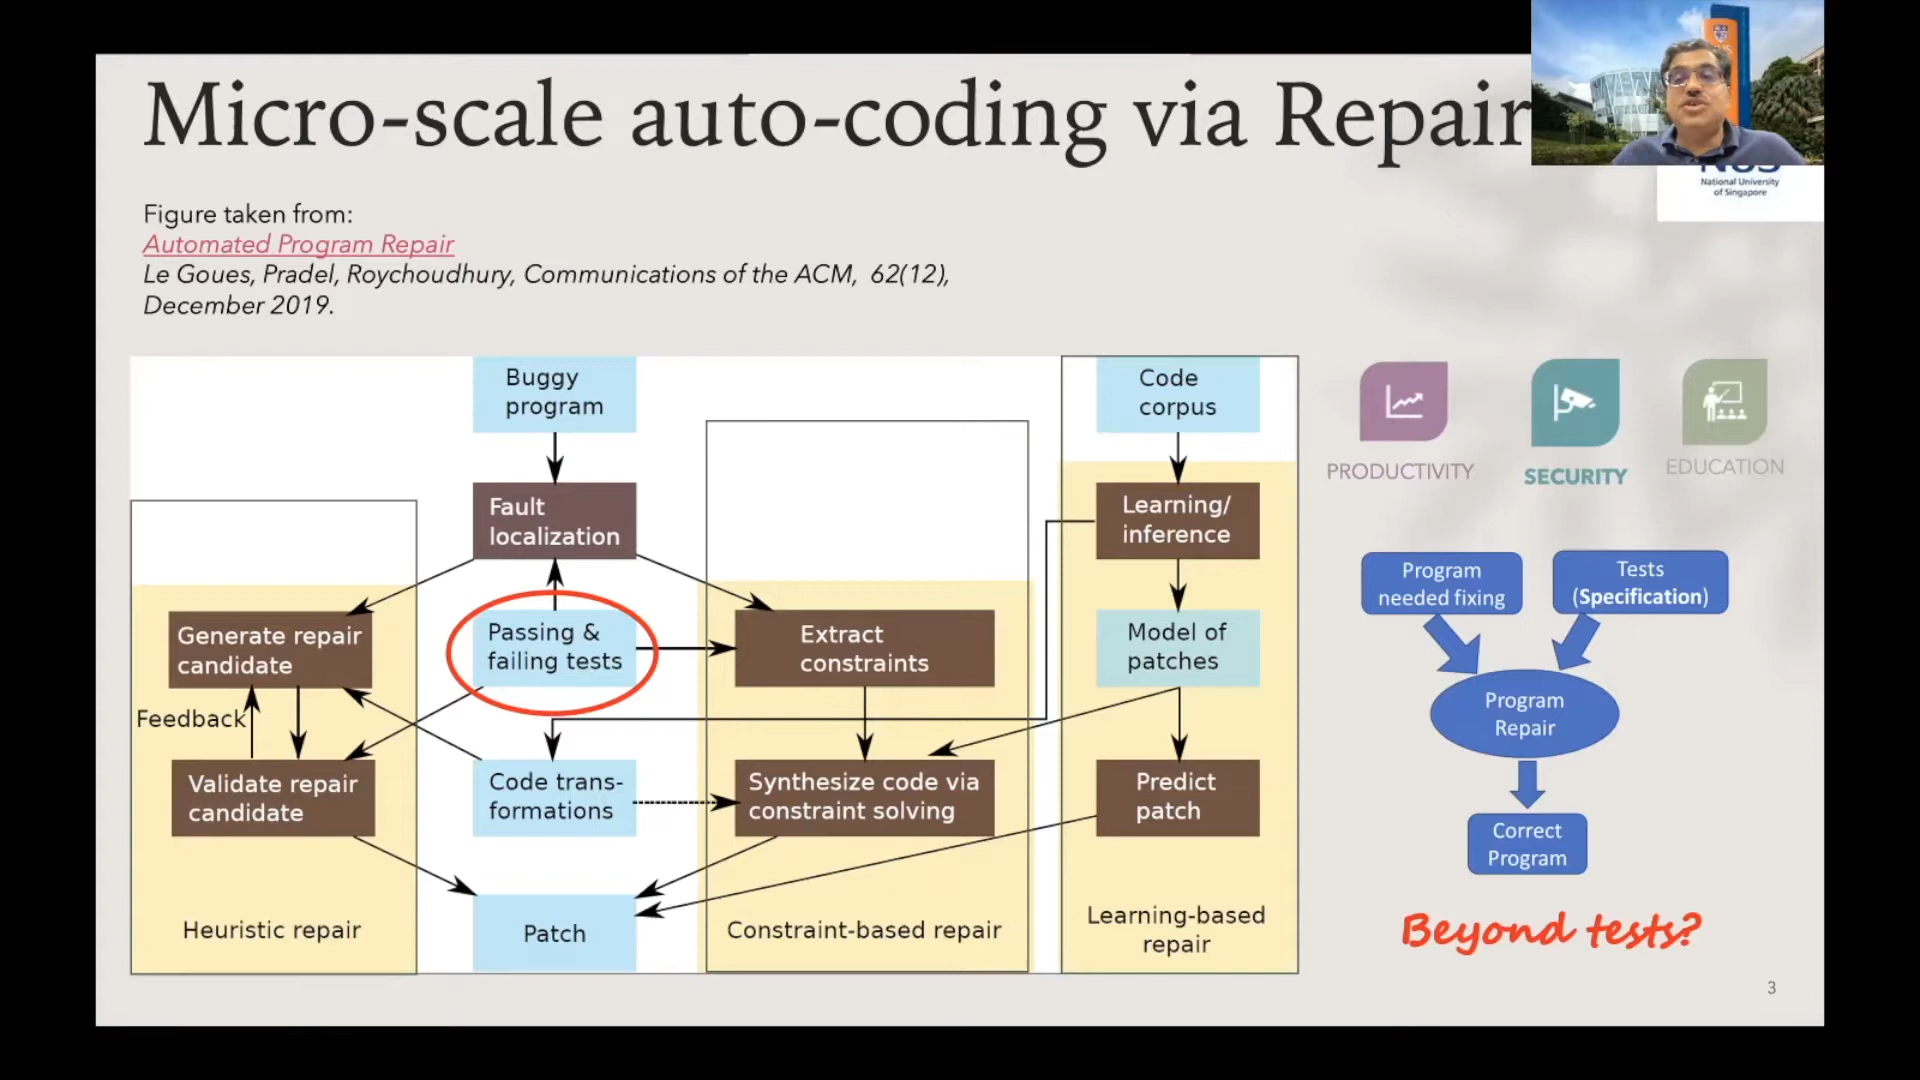 Micro-scale auto-coding via Repair
National University
of Singapore
Figure taken from:
Automated Program Repair
Le Goues, Pradel, Roychoudhury, Communications of the ACM, 62(12),
December 2019.
Buggy
program
Code
corpus
Fault
localization
Learning/
inference
Generate repair
candidate
Passing &
failing tests
Extract
constraints
Model of
patches
Feedback
Validate repair
candidate
Code trans-
formations
Synthesize code via
constraint solving
Predict
patch
Heuristic repair
Patch
Constraint-based repair
Learning-based
repair
PRODUCTIVITY
SECURITY
EDUCATION
Program
needed fixing
Tests
(Specification)
Program
Repair
Correct
Program
Beyond tests?
3